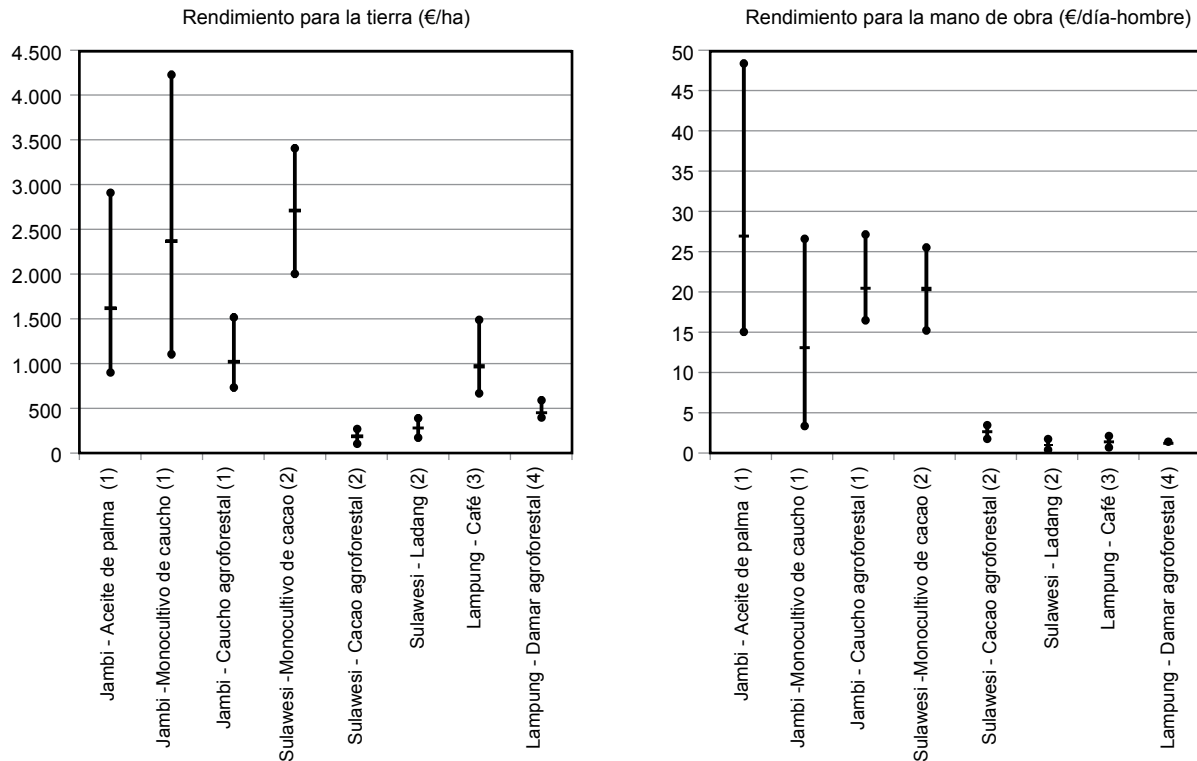 Rendimiento para la tierra (€/ha)
4.500
4.000
3.500
3.000
2.500
2.000
1.500
1.000
500
0
Jambi - Aceite de palma (1)
Jambi -Monocultivo de caucho (1)
Jambi - Caucho agroforestal (1)
Sulawesi -Monocultivo de cacao (2)
Sulawesi - Cacao agroforestal (2)
Sulawesi - Ladang (2)
Lampung - Café (3)
Lampung - Damar agroforestal (4)
Rendimiento para la mano de obra (€/día-hombre)
50
45
40
35
30
25
20
15
10
5
0
Jambi - Aceite de palma (1)
Jambi -Monocultivo de caucho (1)
Jambi - Caucho agroforestal (1)
Sulawesi -Monocultivo de cacao (2)
Sulawesi - Cacao agroforestal (2)
Sulawesi - Ladang (2)
Lampung - Café (3)
Lampung - Damar agroforestal (4)